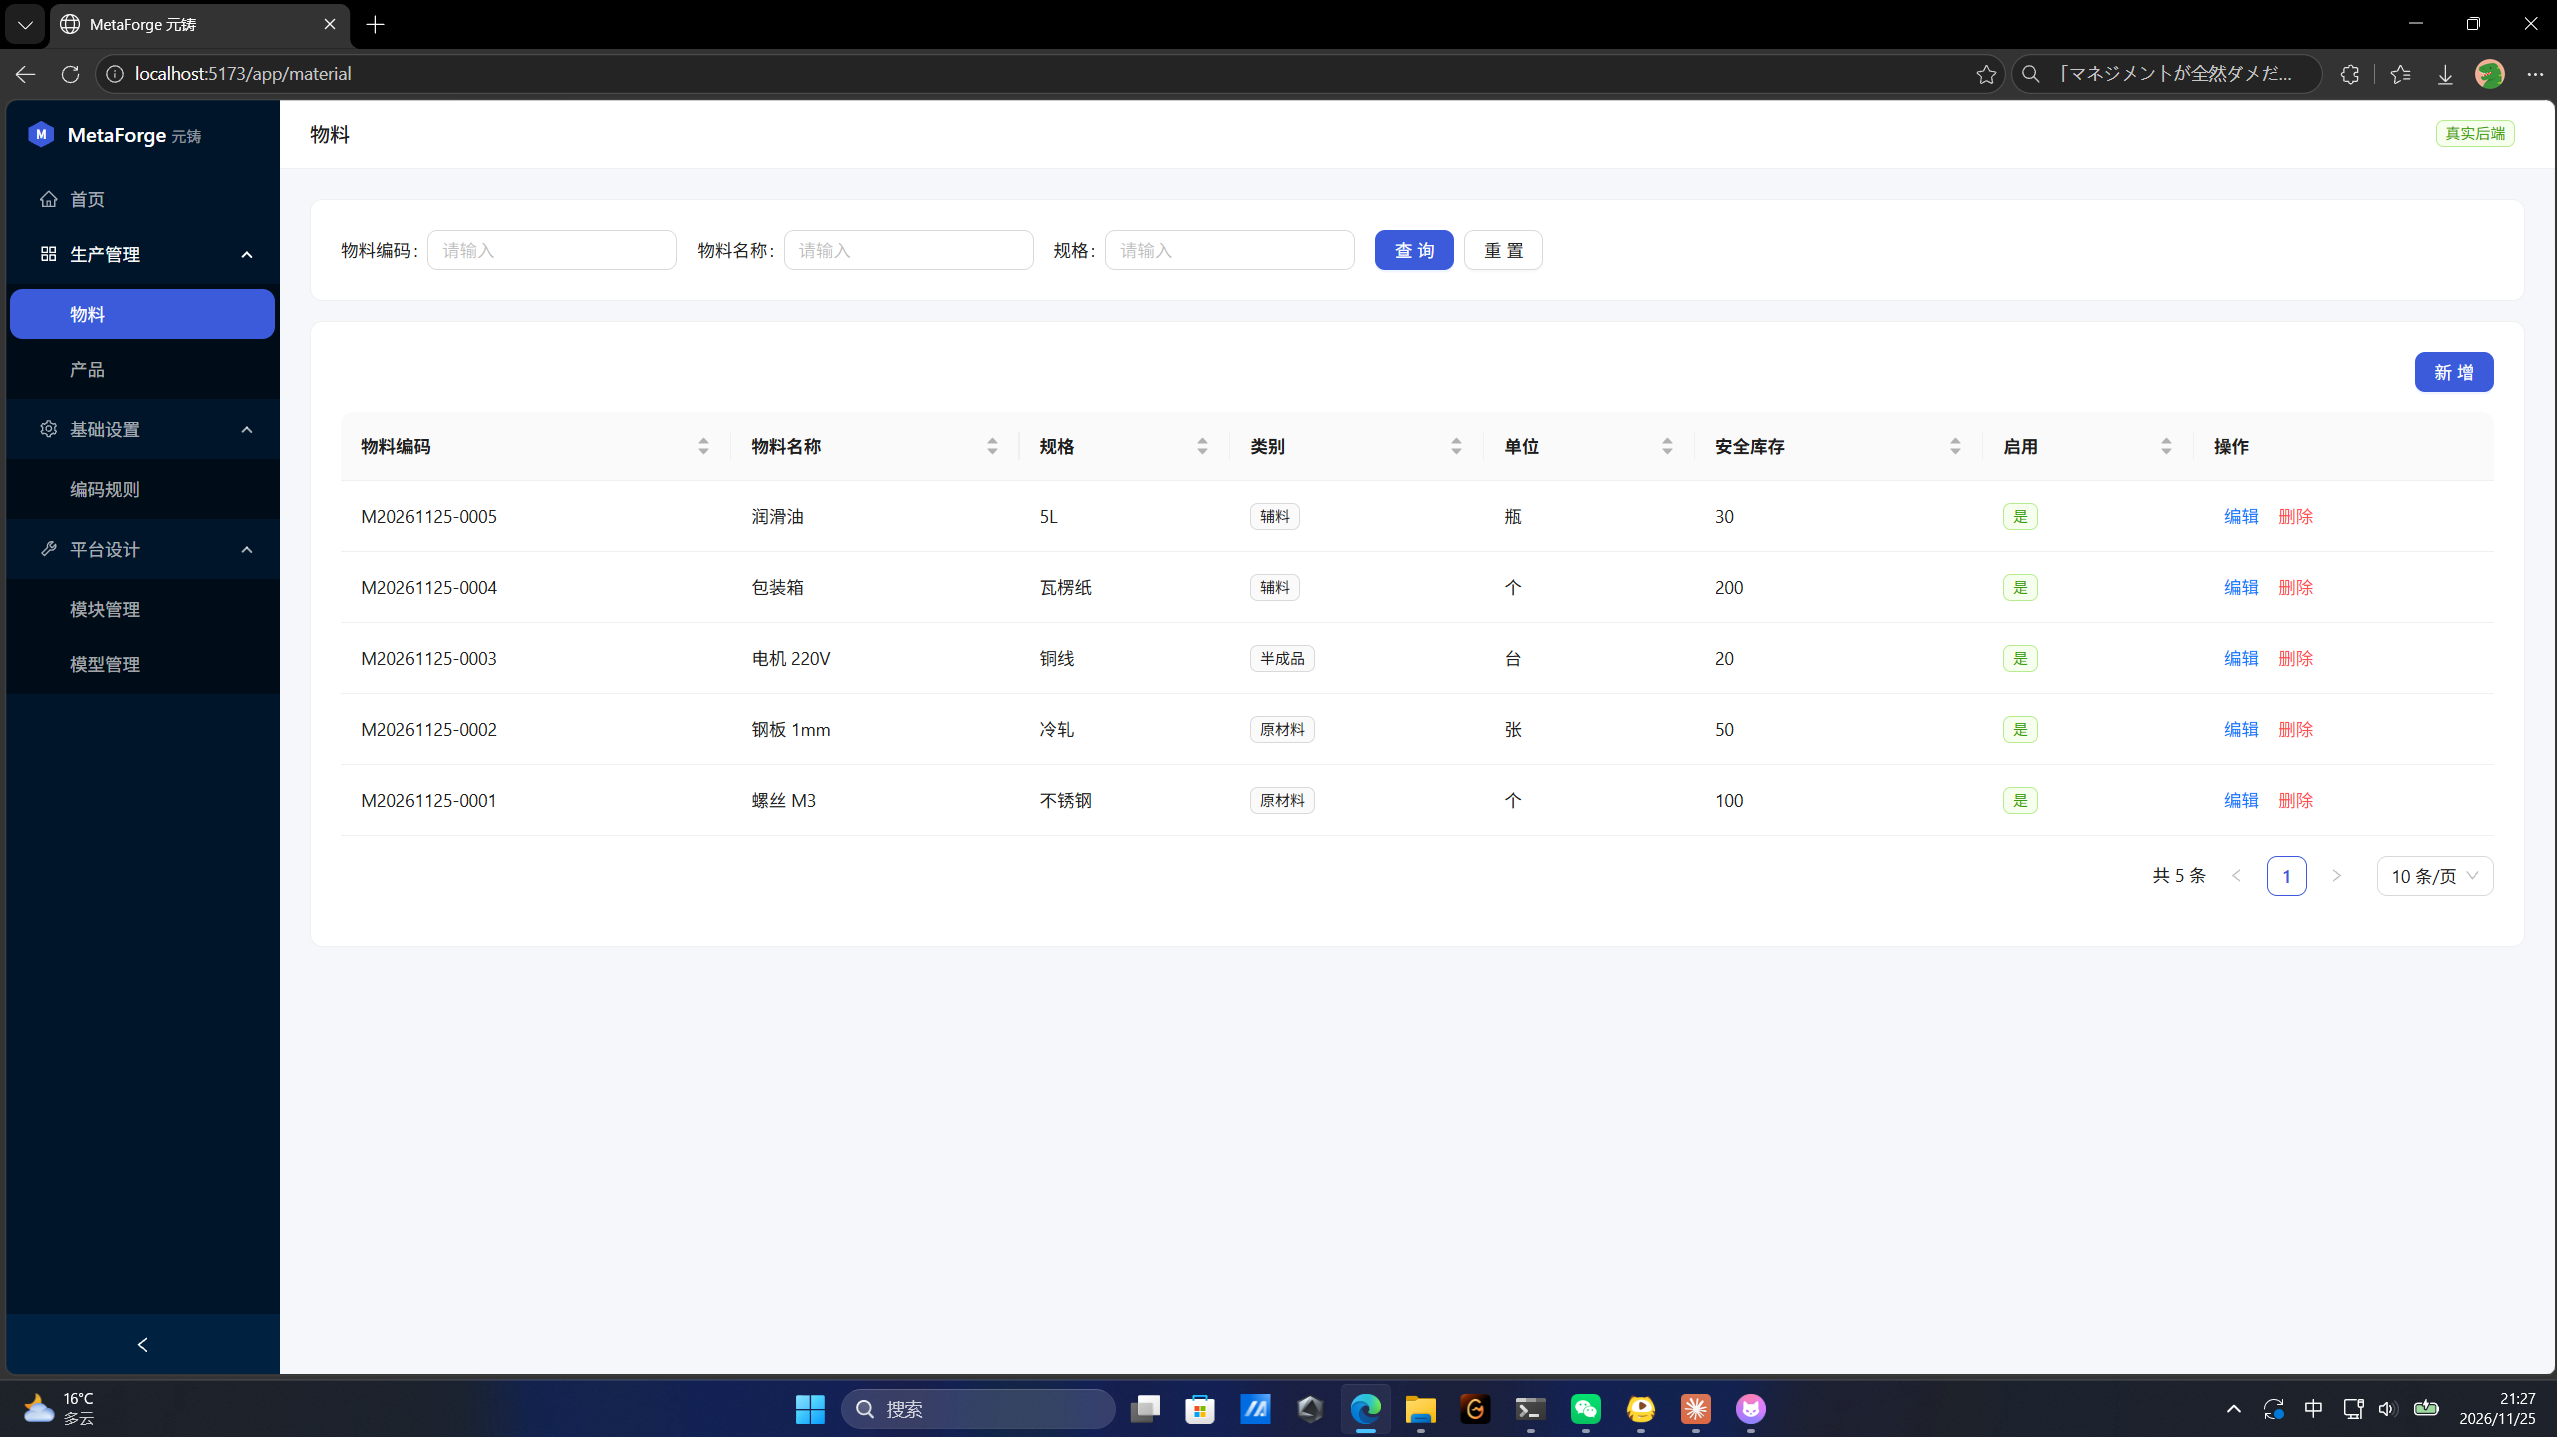 MetaForge 元铸
localhost:5173/app/material
「マネジメントが全然ダメだ...
M MetaForge 元铸
首页
生产管理
物料
产品
基础设置
编码规则
平台设计
模块管理
模型管理
物料
真实后端
物料编码: 请输入 物料名称: 请输入 规格: 请输入 查 询 重 置
新 增
物料编码 物料名称 规格 类别 单位 安全库存 启用 操作
M20261125-0005 润滑油 5L 辅料 瓶 30 是 编辑 删除
M20261125-0004 包装箱 瓦楞纸 辅料 个 200 是 编辑 删除
M20261125-0003 电机 220V 铜线 半成品 台 20 是 编辑 删除
M20261125-0002 钢板 1mm 冷轧 原材料 张 50 是 编辑 删除
M20261125-0001 螺丝 M3 不锈钢 原材料 个 100 是 编辑 删除
共 5 条 1 10 条/页
16°C
多云
搜索
中
21:27
2026/11/25